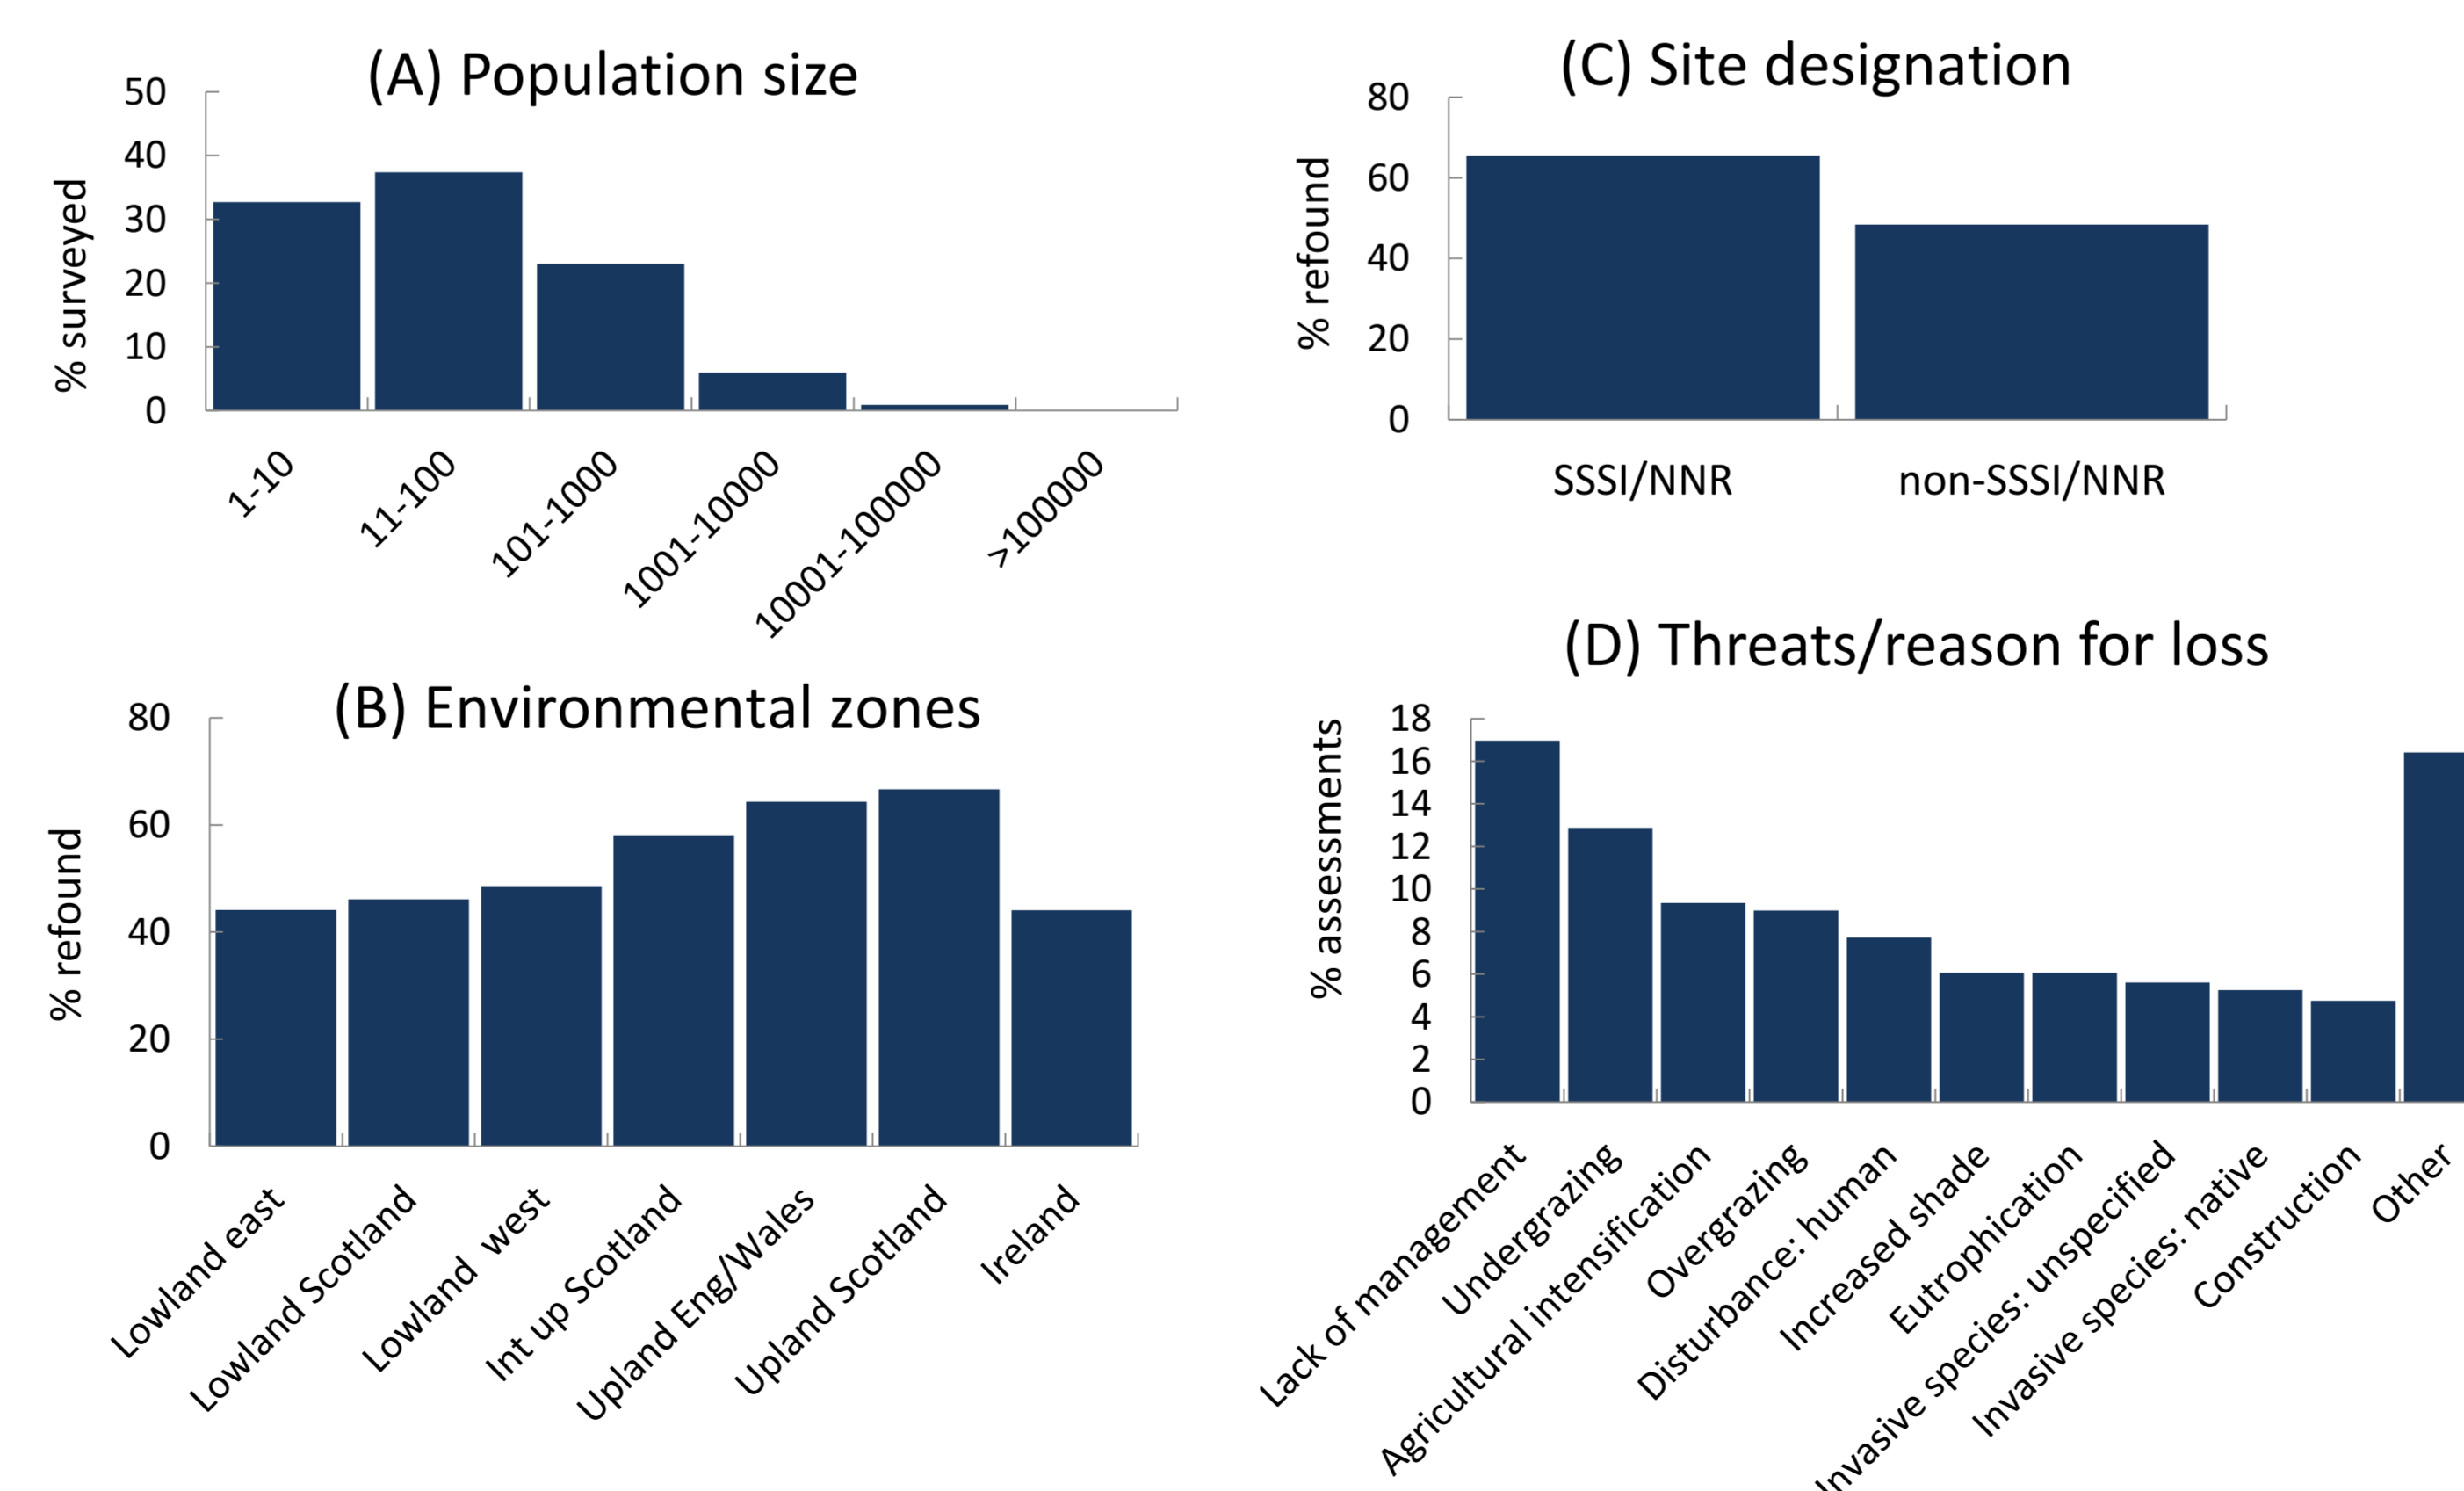 (A) Population size
50
40
30
20
10
0
% surveyed
1-10
11-100
101-1000
1001-10000
10001-100000
>100000
(B) Environmental zones
80
60
40
20
0
% refound
Lowland east
Lowland Scotland
Lowland west
Int up Scotland
Upland Eng/Wales
Upland Scotland
Ireland
(C) Site designation
80
60
40
20
0
% refound
SSSI/NNR
non-SSSI/NNR
(D) Threats/reason for loss
18
16
14
12
10
8
6
4
2
0
% assessments
Lack of management
Undergrazing
Agricultural intensification
Overgrazing
Disturbance: human
Increased shade
Eutrophication
Invasive species: unspecified
Invasive species: native
Construction
Other